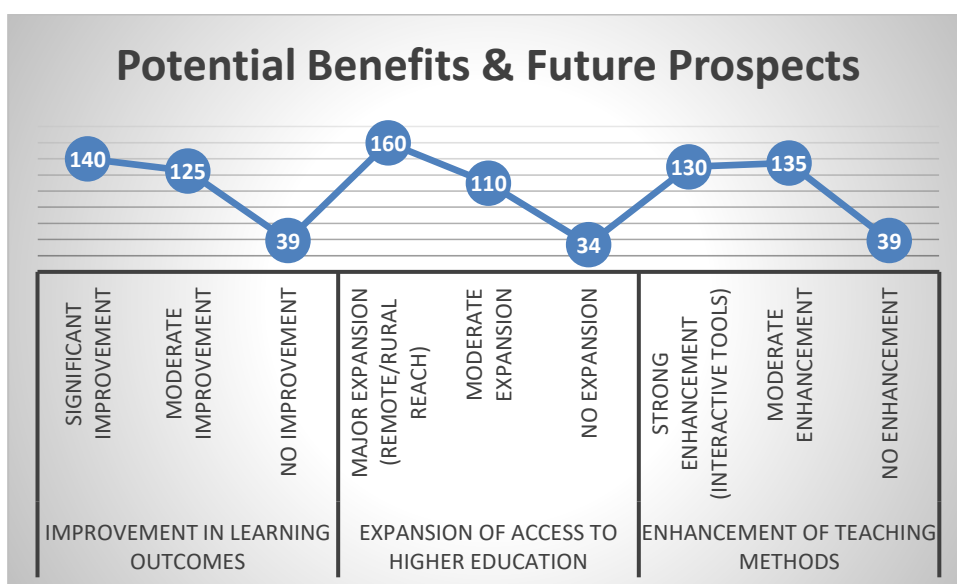 Potential Benefits & Future Prospects
140
125
39
160
110
34
130
135
39
SIGNIFICANT
IMPROVEMENT
MODERATE
IMPROVEMENT
NO IMPROVEMENT
MAJOR EXPANSION
(REMOTE/RURAL
REACH)
MODERATE
EXPANSION
NO EXPANSION
STRONG
ENHANCEMENT
(INTERACTIVE TOOLS)
MODERATE
ENHANCEMENT
NO ENHANCEMENT
IMPROVEMENT IN LEARNING
OUTCOMES
EXPANSION OF ACCESS TO
HIGHER EDUCATION
ENHANCEMENT OF TEACHING
METHODS